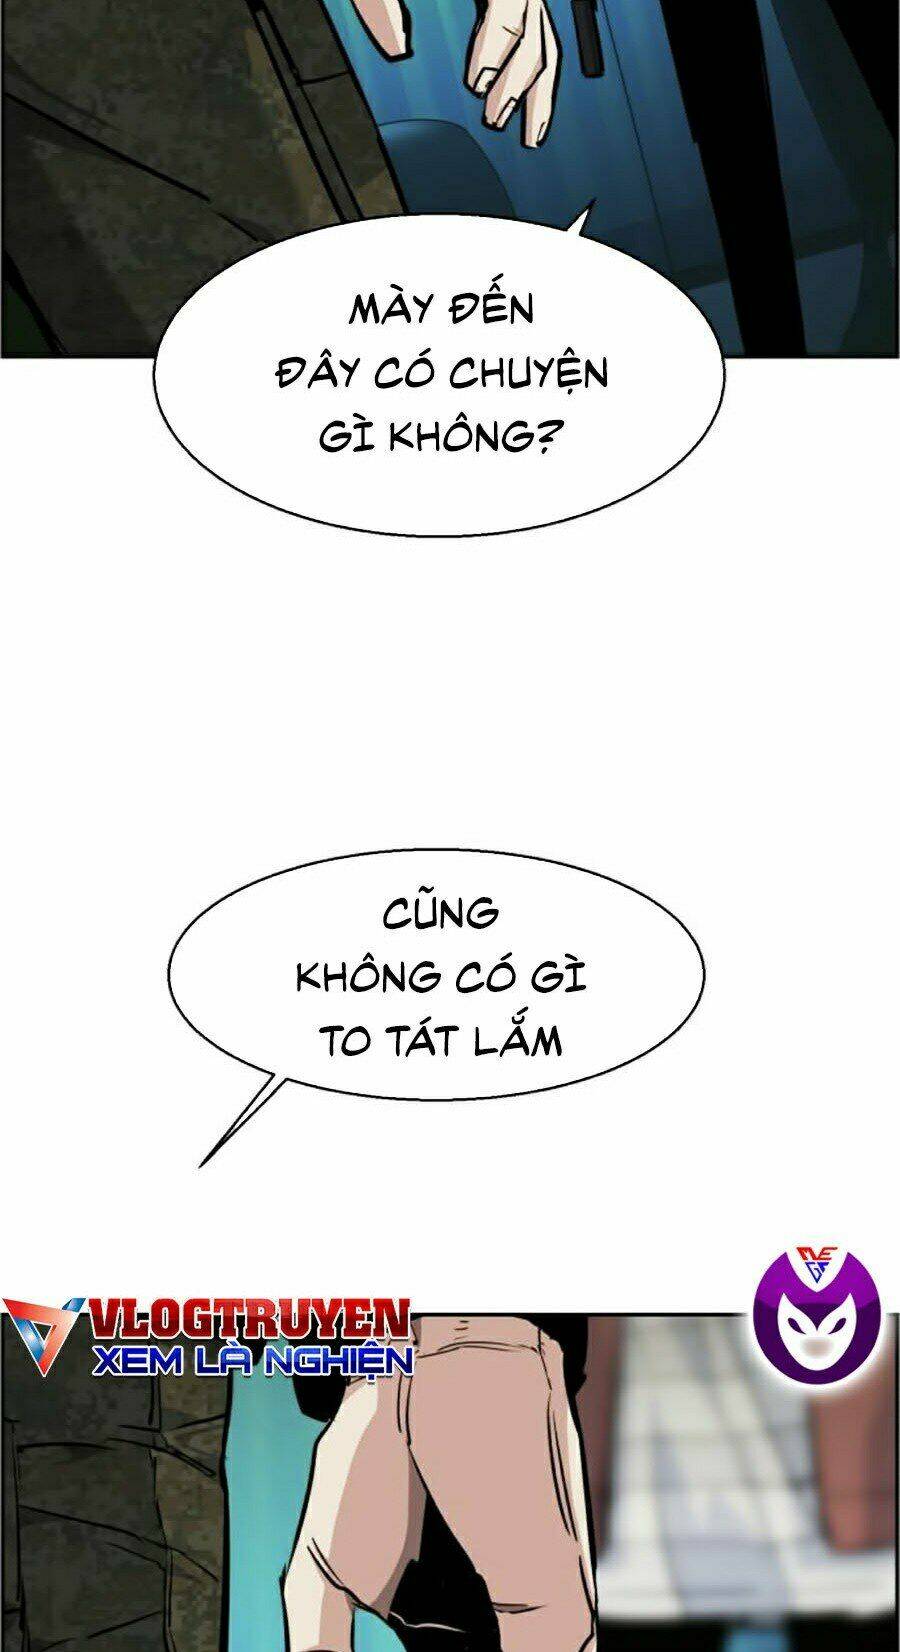 MÀY ĐẾN
ĐÂY CÓ CHUYỆN
GÌ KHÔNG?
CŨNG
KHÔNG CÓ GÌ
TO TÁT LẮM
VLOGTRUYEN
XEM LÀ NGHIỆN